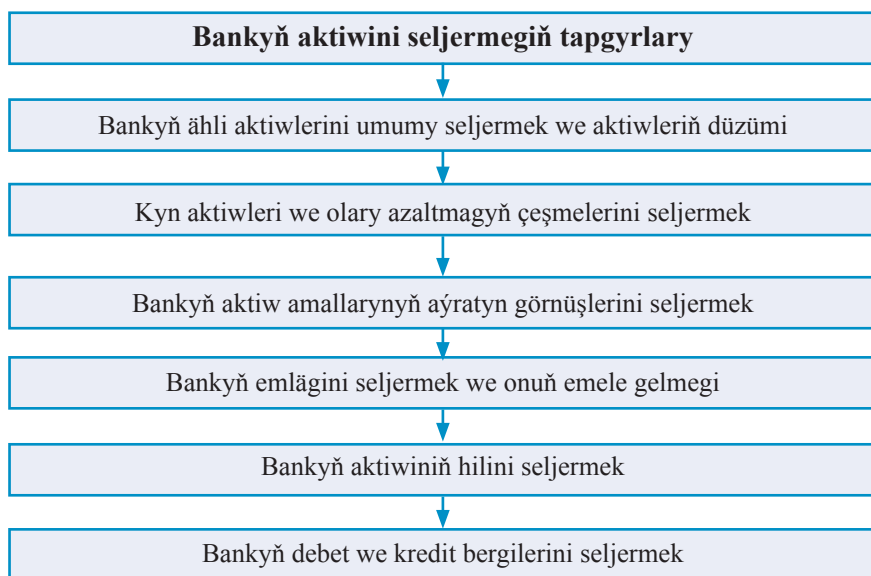 Bankyň aktiwini seljermegiň tapgyrlary
Bankyň ähli aktiwlerini umumy seljermek we aktiwleriň düzümi
Kyn aktiwleri we olary azaltmagyň çeşmelerini seljermek
Bankyň aktiw amallarynyň aýratyn görnüşlerini seljermek
Bankyň emlägini seljermek we onuň emele gelmegi
Bankyň aktiwiniň hilini seljermek
Bankyň debet we kredit bergilerini seljermek